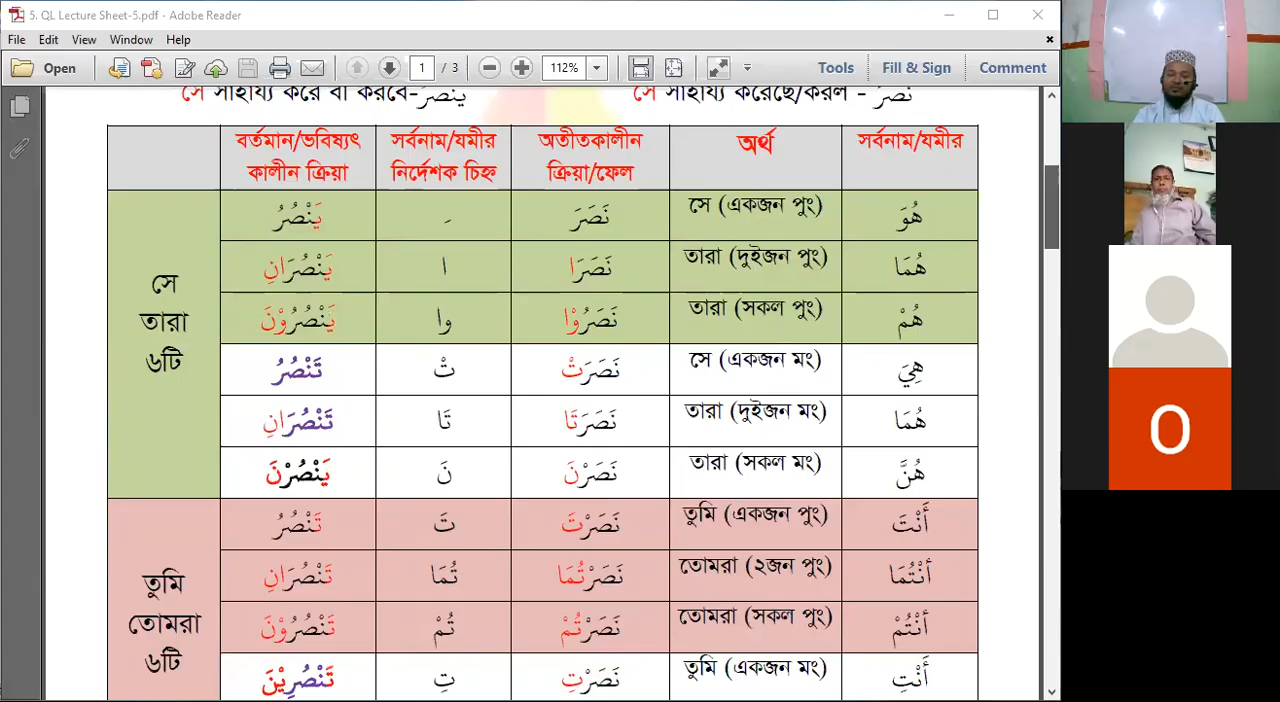 5. QL Lecture Sheet-5.pdf - Adobe Reader
File Edit View Window Help
Open 1 / 3 112% Tools Fill & Sign Comment
সে সাহায্য করে বা করবে-يَنْصُرُ সে সাহায্য করেছে/করল - نَصَرَ
বর্তমান/ভবিষ্যৎ কালীন ক্রিয়া সর্বনাম/যমীর নির্দেশক চিহ্ন অতীতকালীন ক্রিয়া/ফেল অর্থ সর্বনাম/যমীর
সে
তারা
৬টি
يَنْصُرُ َ- نَصَرَ সে (একজন পুং) هُوَ
يَنْصُرَانِ ا نَصَرَا তারা (দুইজন পুং) هُمَا
يَنْصُرُوْنَ وا نَصَرُوْا তারা (সকল পুং) هُمْ
تَنْصُرُ تْ نَصَرَتْ সে (একজন মং) هِيَ
تَنْصُرَانِ تَا نَصَرَتَا তারা (দুইজন মং) هُمَا
يَنْصُرْنَ نَ نَصَرْنَ তারা (সকল মং) هُنَّ
তুমি
তোমরা
৬টি
تَنْصُرُ تَ نَصَرْتَ তুমি (একজন পুং) أَنْتَ
تَنْصُرَانِ تُمَا نَصَرْتُمَا তোমরা (২জন পুং) أنْتُمَا
تَنْصُرُوْنَ تُمْ نَصَرْتُمْ তোমরা (সকল পুং) أنْتُمْ
تَنْصُرِيْنَ تِ نَصَرْتِ তুমি (একজন মং) أَنْتِ
O